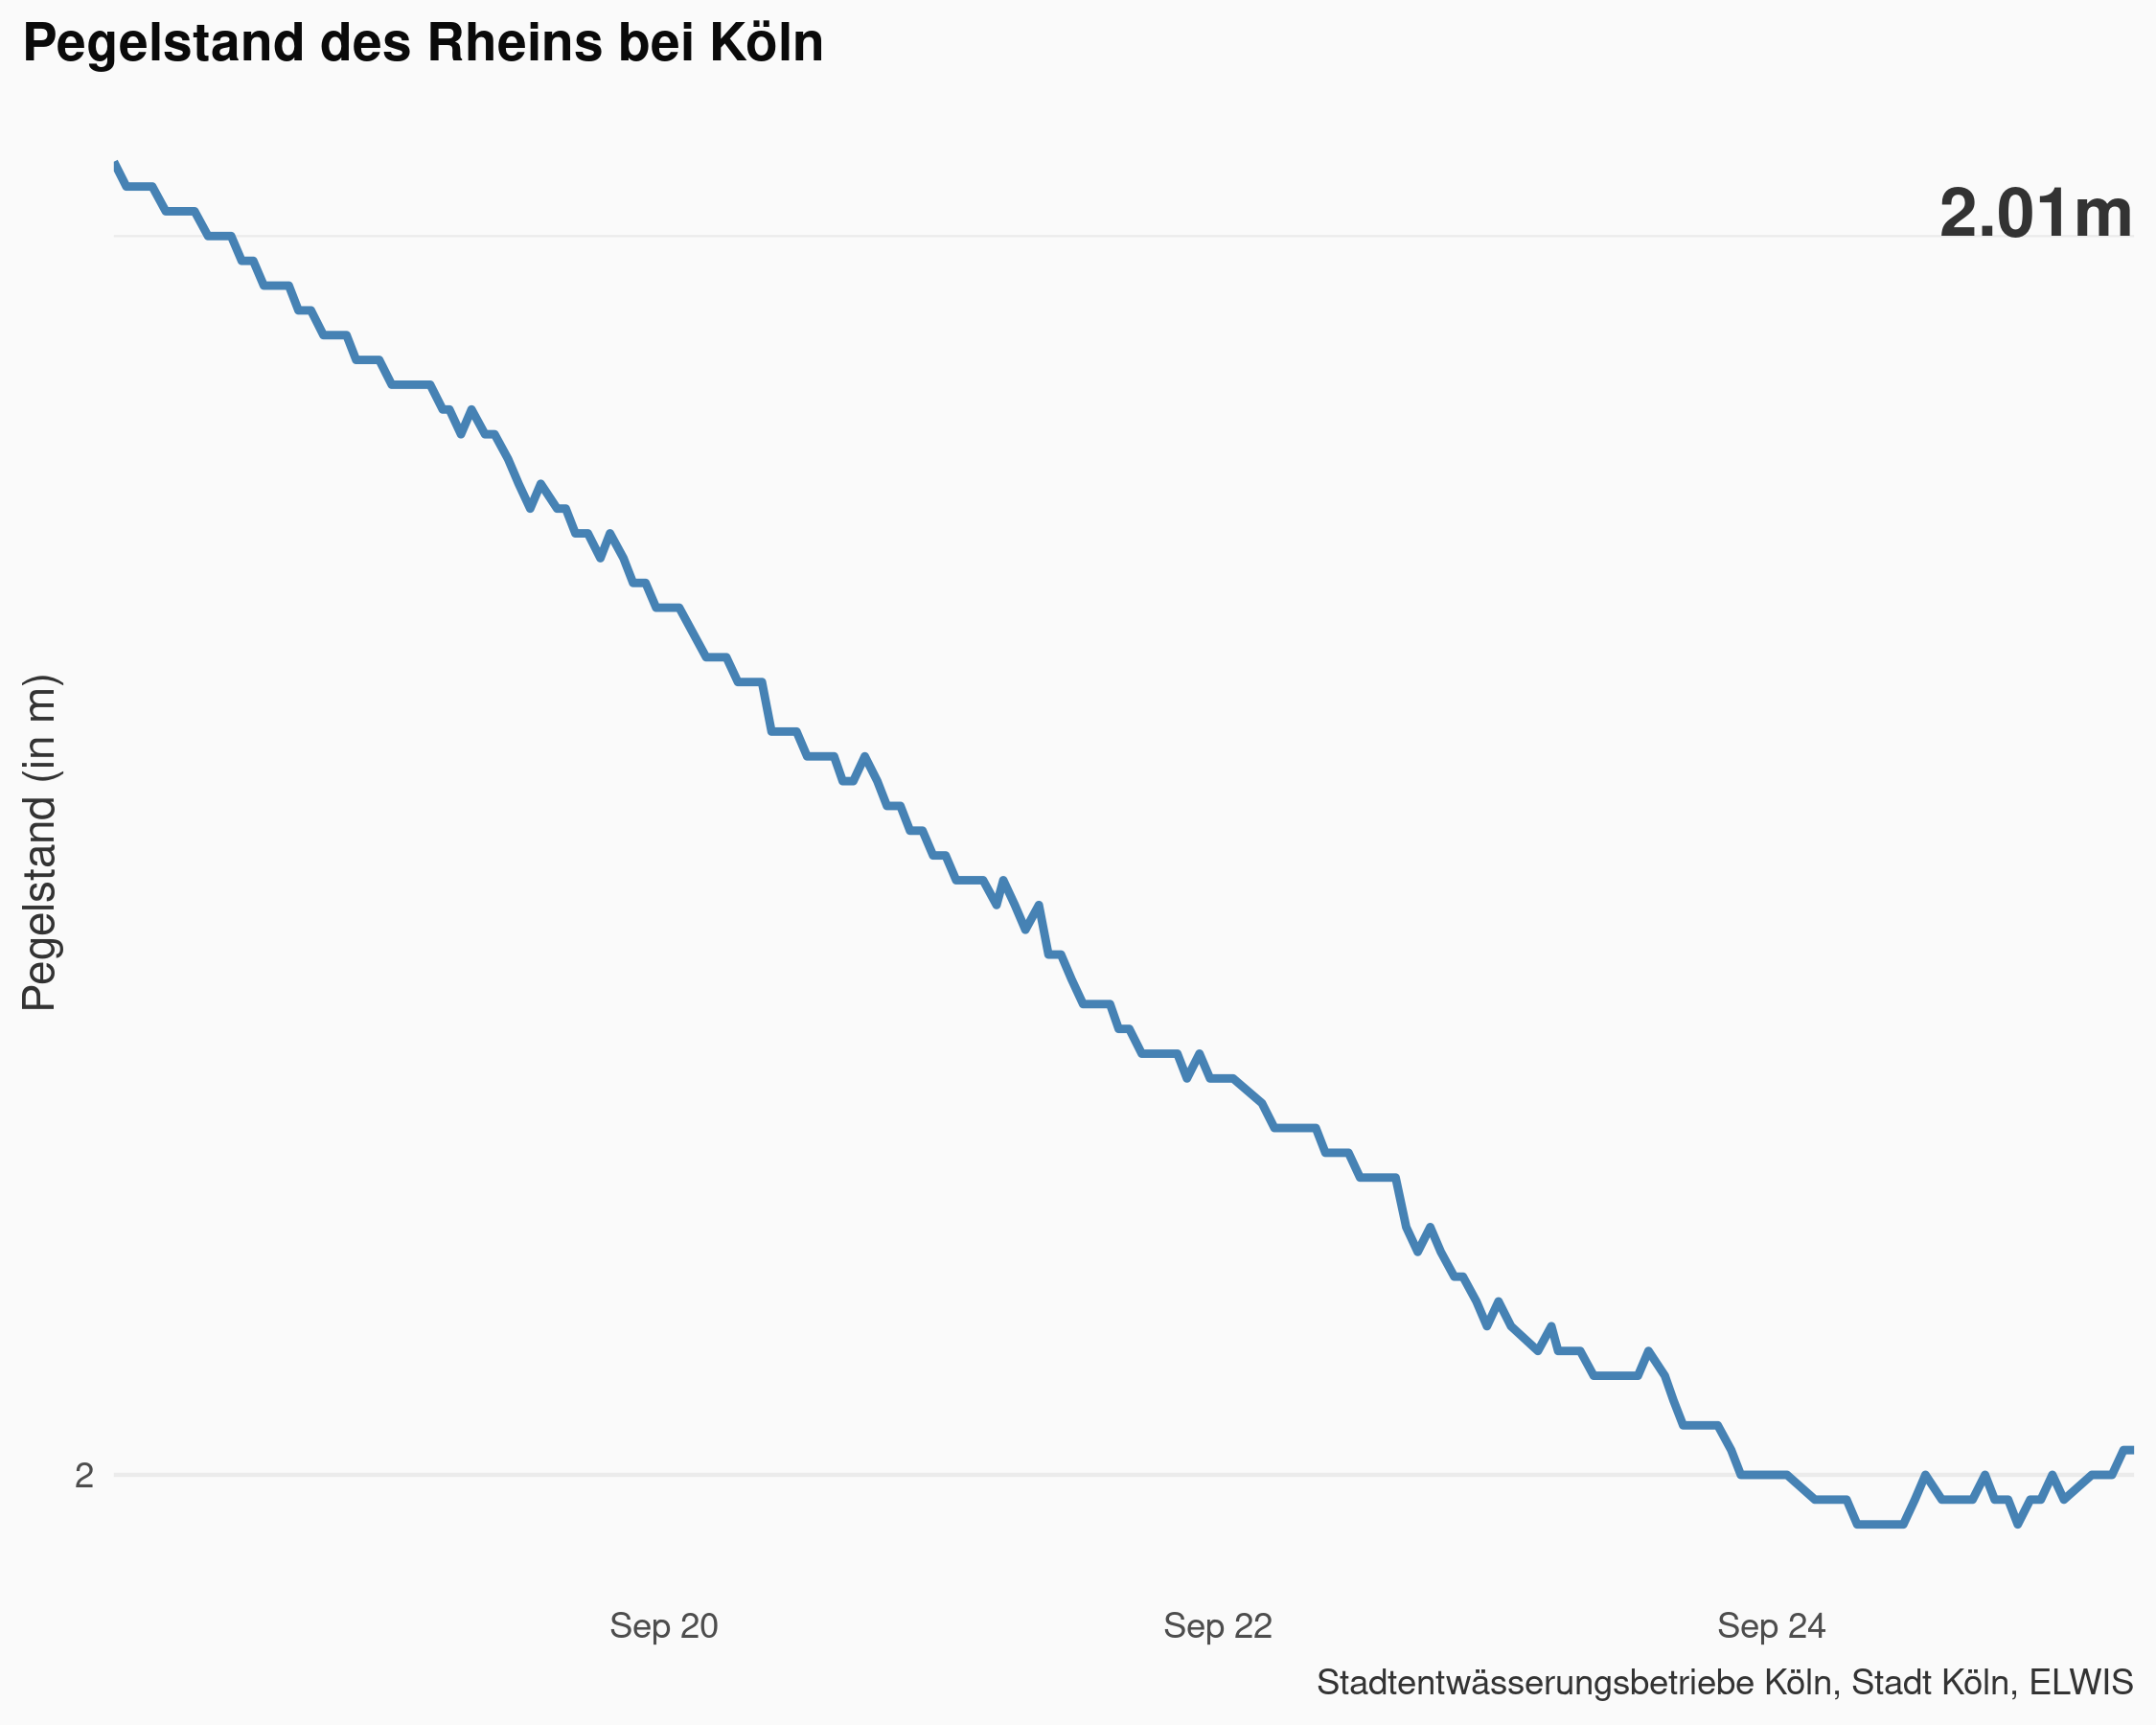 Pegelstand des Rheins bei Köln
2.01m
Pegelstand (in m)
2
Sep 20
Sep 22
Sep 24
Stadtentwässerungsbetriebe Köln, Stadt Köln, ELWIS